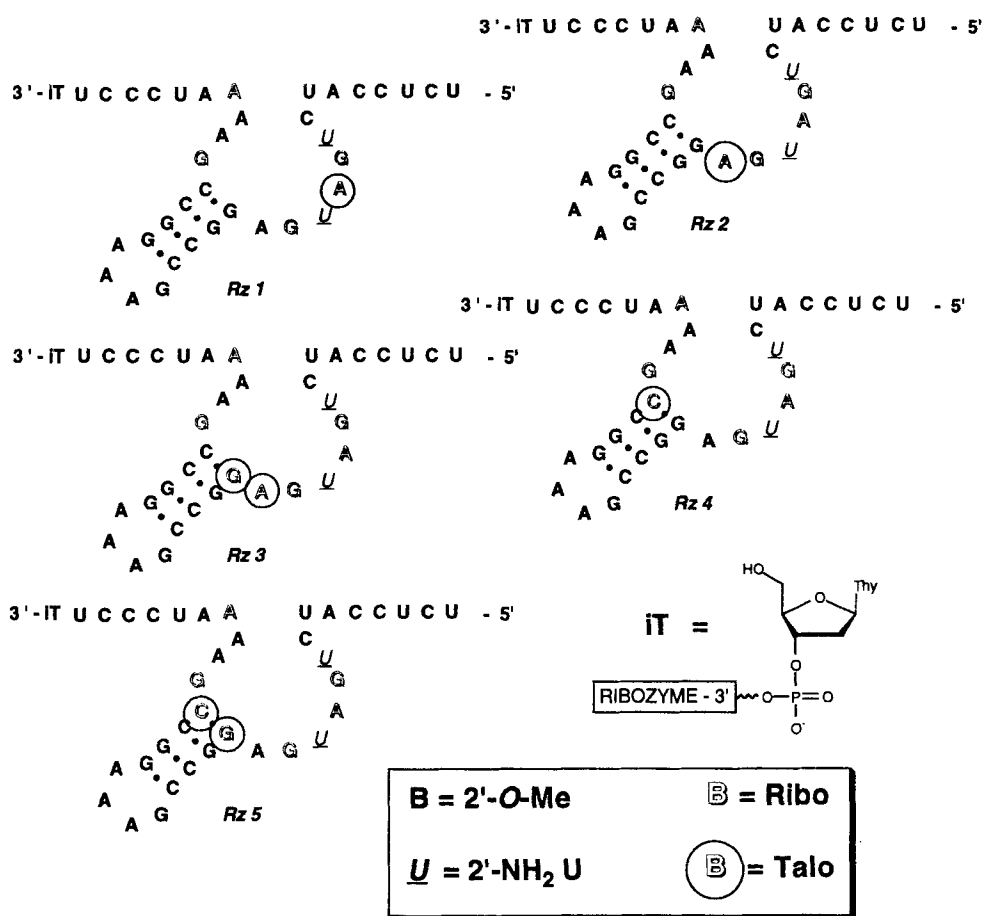 3'-iT U C C C U A A U A C C U C U - 5'
A C
A U
G G
C A
C G U
G G A G
G C
A C
A G
A
Rz 1
3'-iT U C C C U A A U A C C U C U - 5'
A C
A U
G G
C A
C G A G U
G G
G C
A C
A G
A
Rz 2
3'-iT U C C C U A A U A C C U C U - 5'
A C
A U
G G
C A
C G A G U
G G
G C
A C
A G
A
Rz 3
3'-iT U C C C U A A U A C C U C U - 5'
A C
A U
G G
C A
C G A G U
G G
G C
A C
A G
A
Rz 4
3'-iT U C C C U A A U A C C U C U - 5'
A C
A U
G G
C A
C G A G U
G G
G C
A C
A G
A
Rz 5
iT =
HO
O
Thy
O
RIBOZYME - 3'
O P O
O-
B = 2'-O-Me
B = Ribo
U = 2'-NH2 U
B = Talo